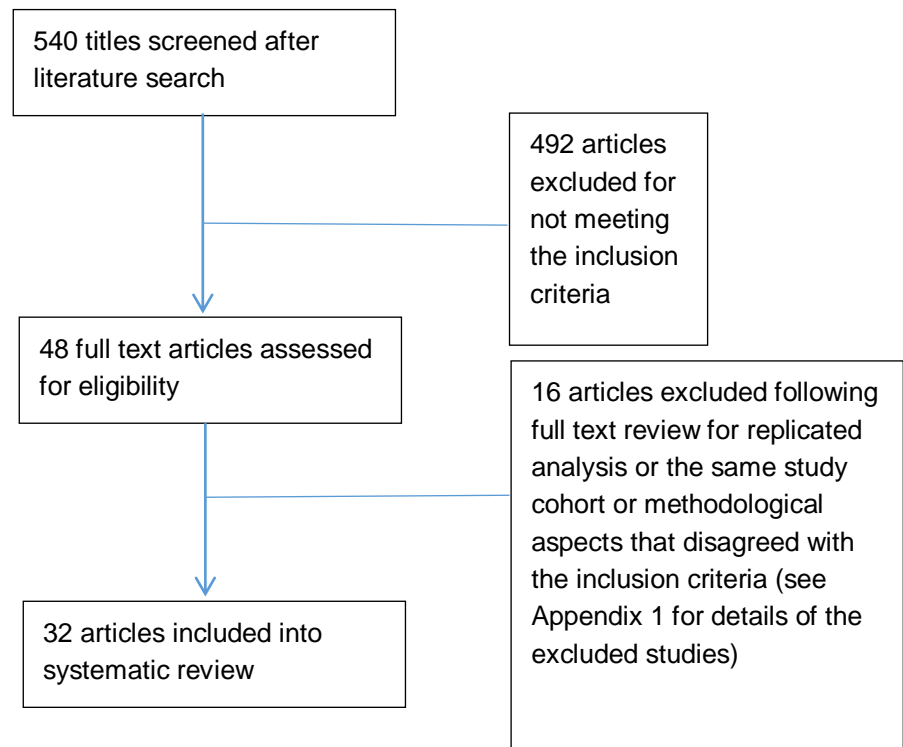 540 titles screened after
literature search
492 articles
excluded for
not meeting
the inclusion
criteria
48 full text articles assessed
for eligibility
16 articles excluded following
full text review for replicated
analysis or the same study
cohort or methodological
aspects that disagreed with
the inclusion criteria (see
Appendix 1 for details of the
excluded studies)
32 articles included into
systematic review